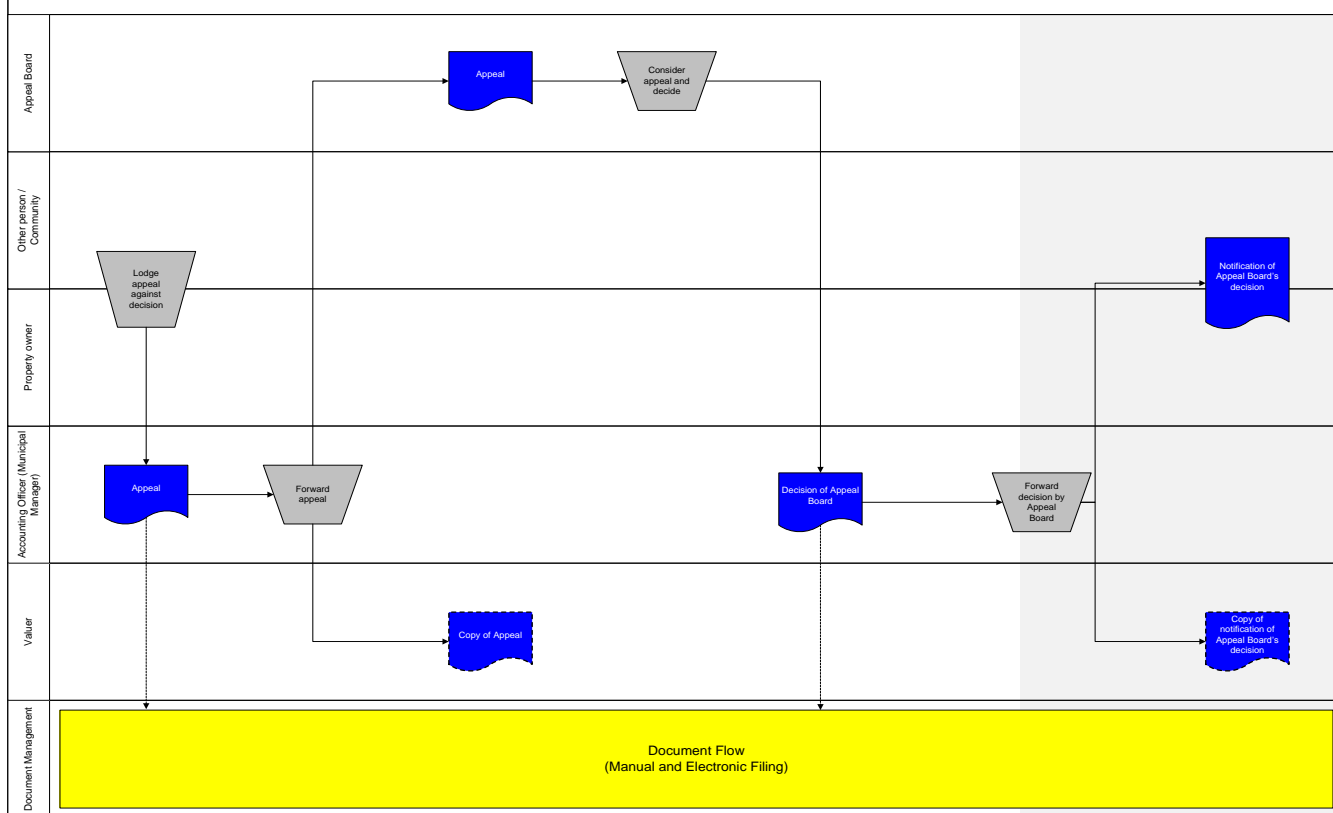 Appeal Board
Appeal
Consider
appeal and
decide
Other person /
Community
Lodge
appeal
against
decision
Notification of
Appeal Board's
decision
Property owner
Accounting Officer (Municipal
Manager)
Appeal
Forward
appeal
Decision of Appeal
Board
Forward
decision by
Appeal
Board
Valuer
Copy of Appeal
Copy of
notification of
Appeal Board's
decision
Document Management
Document Flow
(Manual and Electronic Filing)